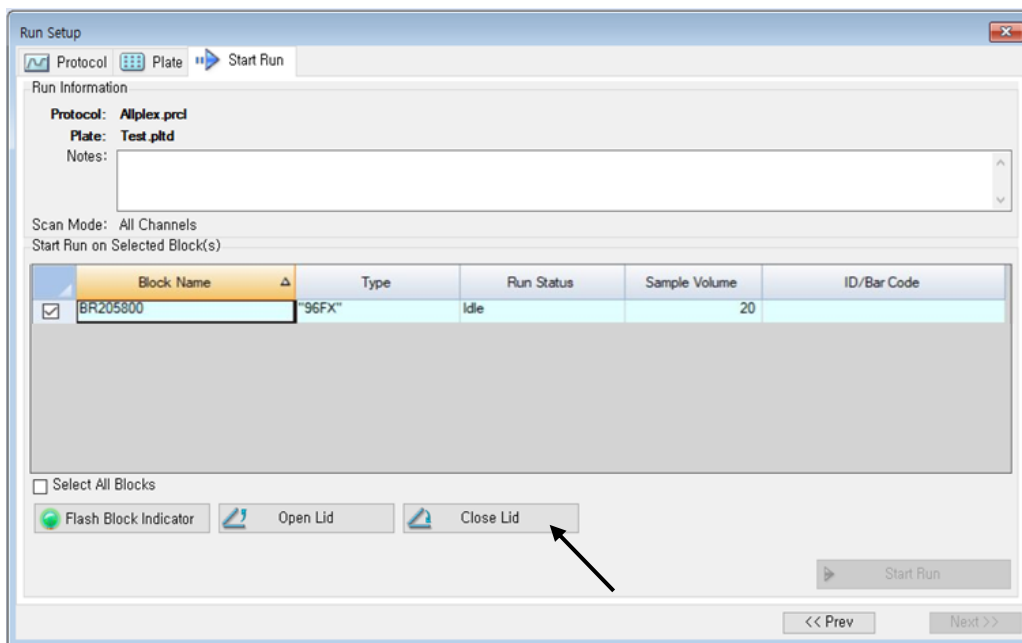 Run Setup
Protocol Plate Start Run
Run Information
Protocol: Allplex.prcl
Plate: Test.pltd
Notes:
Scan Mode: All Channels
Start Run on Selected Block(s)
Block Name Type Run Status Sample Volume ID/Bar Code
BR205800 "96FX" Idle 20
Select All Blocks
Flash Block Indicator Open Lid Close Lid
Start Run
<< Prev Next >>